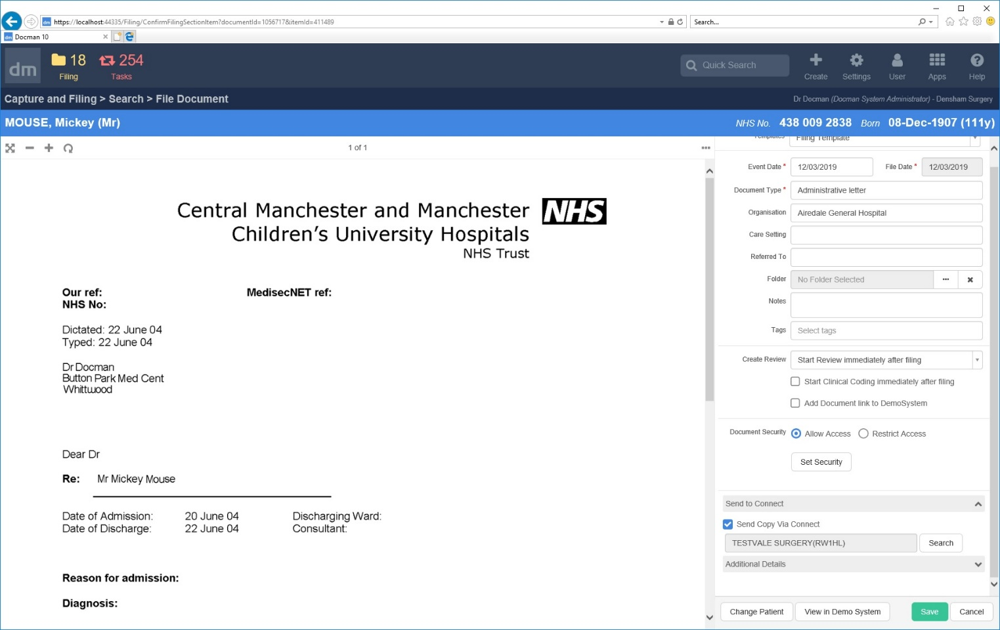 https://localhost:44335/Filing/ConfirmFilingSectionItem?documentId=1056717&itemId=411489
Search...
dm Docman 10
dm
18
Filing
254
Tasks
Quick Search
Create
Settings
User
Apps
Help
Capture and Filing > Search > File Document
Dr Docman (Docman System Administrator) - Densham Surgery
MOUSE, Mickey (Mr)
NHS No. 438 009 2838 Born 08-Dec-1907 (111y)
1 of 1
Central Manchester and Manchester
NHS
Children's University Hospitals
NHS Trust
Our ref:
MedisecNET ref:
NHS No:
Dictated: 22 June 04
Typed: 22 June 04
Dr Docman
Button Park Med Cent
Whittwood
Dear Dr
Re: Mr Mickey Mouse
Date of Admission: 20 June 04 Discharging Ward:
Date of Discharge: 22 June 04 Consultant:
Reason for admission:
Diagnosis:
Templates Filing Template
Event Date * 12/03/2019 File Date * 12/03/2019
Document Type * Administrative letter
Organisation Airedale General Hospital
Care Setting
Referred To
Folder No Folder Selected
Notes
Tags Select tags
Create Review Start Review immediately after filing
Start Clinical Coding immediately after filing
Add Document link to DemoSystem
Document Security Allow Access Restrict Access
Set Security
Send to Connect
Send Copy Via Connect
TESTVALE SURGERY(RW1HL) Search
Additional Details
Change Patient View in Demo System Save Cancel